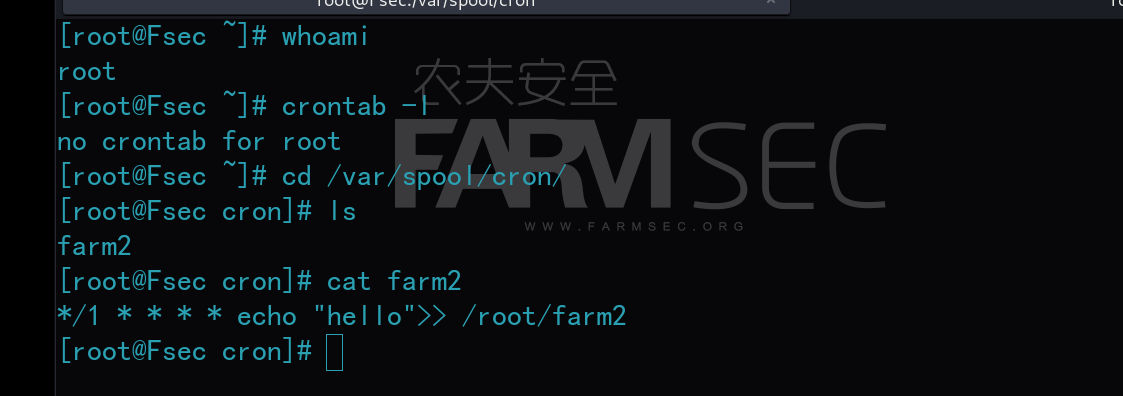 root@Fsec:/var/spool/cron
[root@Fsec ~]# whoami
root
[root@Fsec ~]# crontab -l
no crontab for root
[root@Fsec ~]# cd /var/spool/cron/
[root@Fsec cron]# ls
farm2
[root@Fsec cron]# cat farm2
*/1 * * * * echo "hello">> /root/farm2
[root@Fsec cron]#
农夫安全
FARMSEC
WWW.FARMSEC.ORG